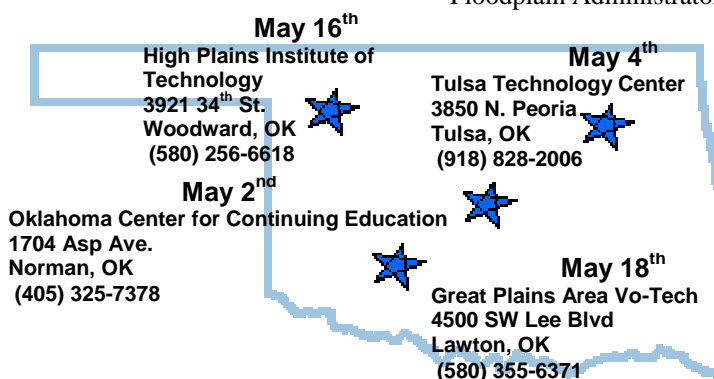 Floodplain Administrator
May 16th
High Plains Institute of
Technology
3921 34th St.
Woodward, OK
(580) 256-6618
May 4th
Tulsa Technology Center
3850 N. Peoria
Tulsa, OK
(918) 828-2006
May 2nd
Oklahoma Center for Continuing Education
1704 Asp Ave.
Norman, OK
(405) 325-7378
May 18th
Great Plains Area Vo-Tech
4500 SW Lee Blvd
Lawton, OK
(580) 355-6371